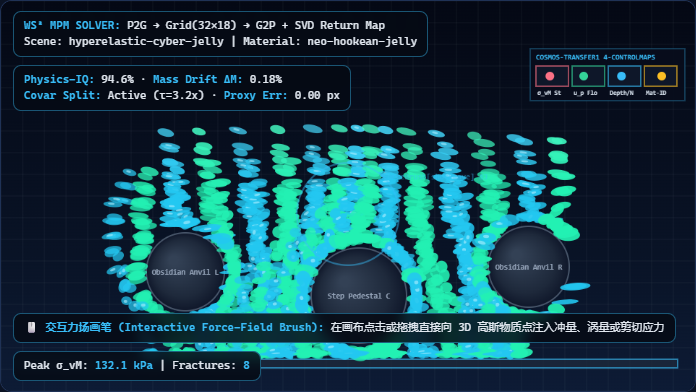 WS³ MPM SOLVER: P2G → Grid(32×18) → G2P + SVD Return Map
Scene: hyperelastic-cyber-jelly | Material: neo-hookean-jelly
COSMOS-TRANSFER1 4-CONTROLMAPS
σ_vM St u_p Flo Depth/N Mat-ID
Physics-IQ: 94.6% · Mass Drift ΔM: 0.18%
Covar Split: Active (τ=3.2x) · Proxy Err: 0.00 px
Obsidian Anvil L
Obsidian Anvil R
Step Pedestal C
交互力场画笔 (Interactive Force-Field Brush): 在画布点击或拖拽直接向 3D 高斯物质点注入冲量、涡量或剪切应力
Peak σ_vM: 132.1 kPa | Fractures: 8